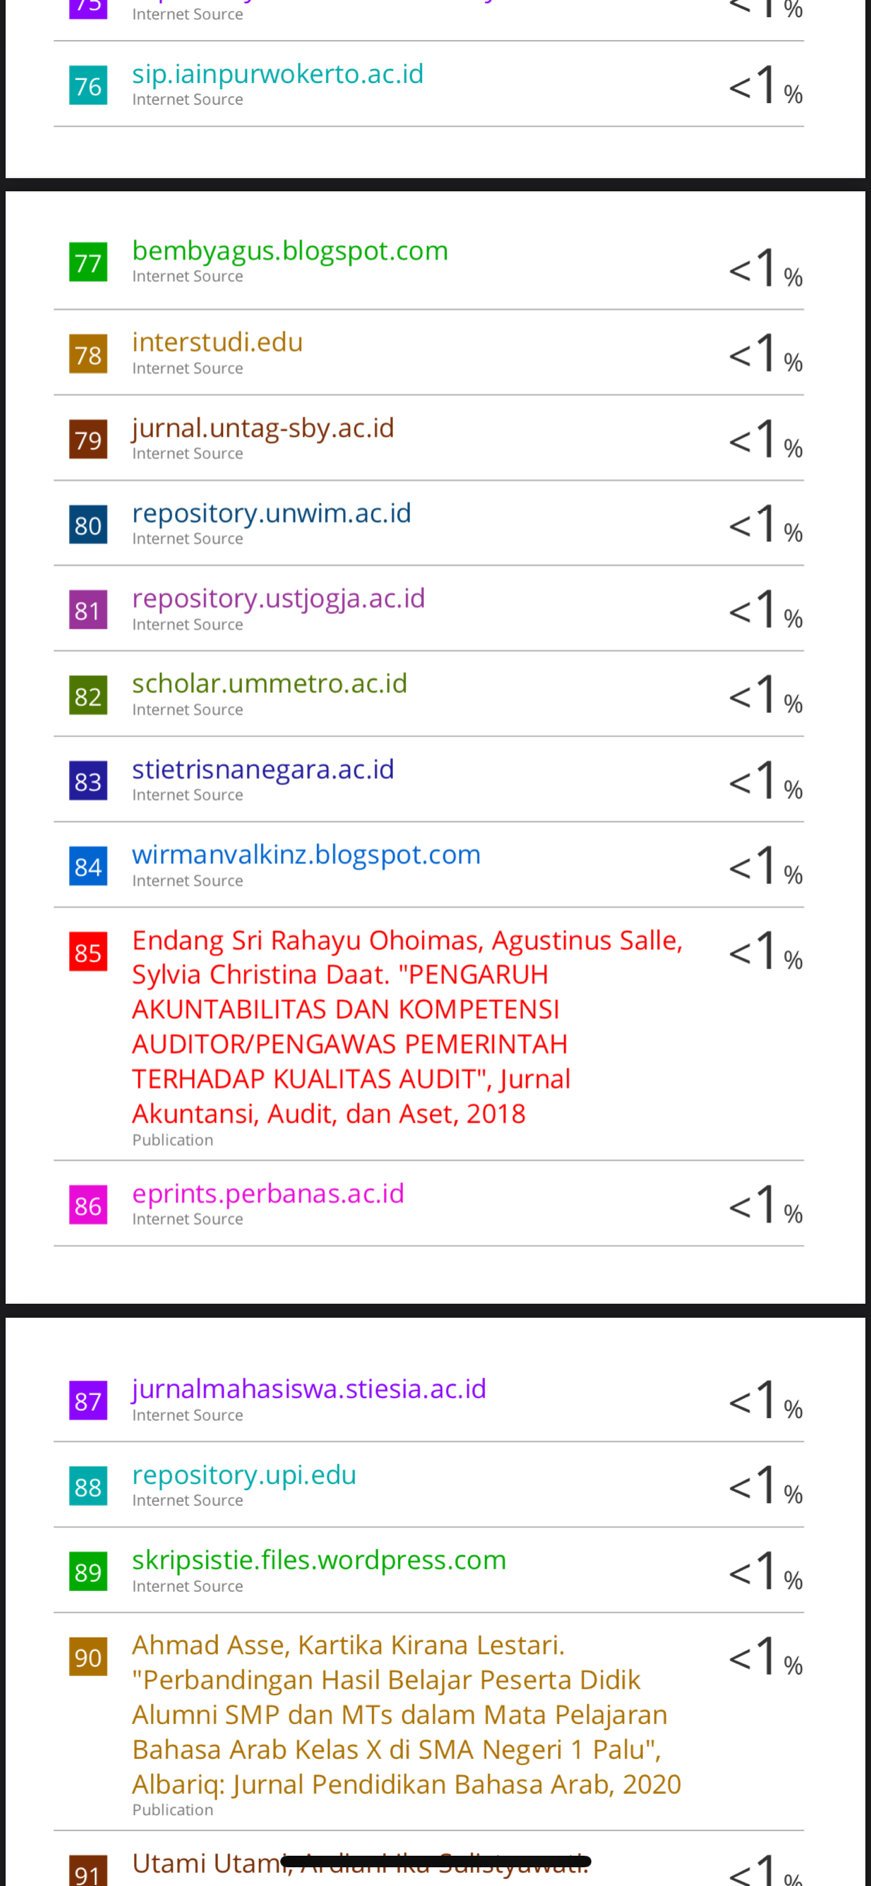 75
Internet Source
<1%
76
sip.iainpurwokerto.ac.id
Internet Source
<1%
77
bembyagus.blogspot.com
Internet Source
<1%
78
interstudi.edu
Internet Source
<1%
79
jurnal.untag-sby.ac.id
Internet Source
<1%
80
repository.unwim.ac.id
Internet Source
<1%
81
repository.ustjogja.ac.id
Internet Source
<1%
82
scholar.ummetro.ac.id
Internet Source
<1%
83
stietrisnanegara.ac.id
Internet Source
<1%
84
wirmanvalkinz.blogspot.com
Internet Source
<1%
85
Endang Sri Rahayu Ohoimas, Agustinus Salle,
Sylvia Christina Daat. "PENGARUH
AKUNTABILITAS DAN KOMPETENSI
AUDITOR/PENGAWAS PEMERINTAH
TERHADAP KUALITAS AUDIT", Jurnal
Akuntansi, Audit, dan Aset, 2018
Publication
<1%
86
eprints.perbanas.ac.id
Internet Source
<1%
87
jurnalmahasiswa.stiesia.ac.id
Internet Source
<1%
88
repository.upi.edu
Internet Source
<1%
89
skripsistie.files.wordpress.com
Internet Source
<1%
90
Ahmad Asse, Kartika Kirana Lestari.
"Perbandingan Hasil Belajar Peserta Didik
Alumni SMP dan MTs dalam Mata Pelajaran
Bahasa Arab Kelas X di SMA Negeri 1 Palu",
Albariq: Jurnal Pendidikan Bahasa Arab, 2020
Publication
<1%
91
Utami Utami, Ardiani Ika Sulistyawati.
<1%